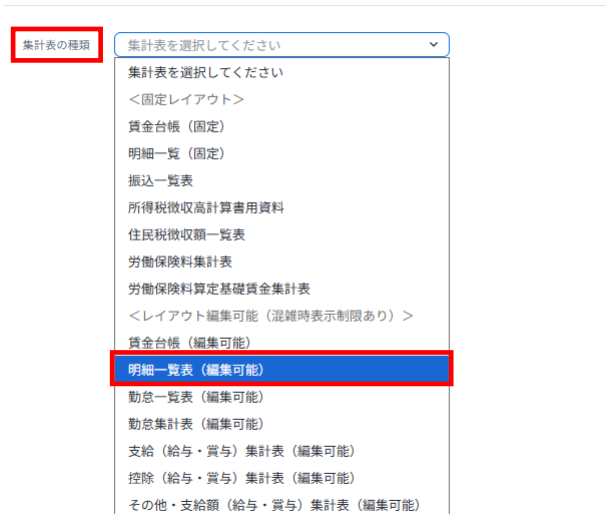 集計表の種類
集計表を選択してください
集計表を選択してください
＜固定レイアウト＞
賃金台帳（固定）
明細一覧（固定）
振込一覧表
所得税徴収高計算書用資料
住民税徴収額一覧表
労働保険料集計表
労働保険料算定基礎賃金集計表
＜レイアウト編集可能（混雑時表示制限あり）＞
賃金台帳（編集可能）
明細一覧表（編集可能）
勤怠一覧表（編集可能）
勤怠集計表（編集可能）
支給（給与・賞与）集計表（編集可能）
控除（給与・賞与）集計表（編集可能）
その他・支給額（給与・賞与）集計表（編集可能）